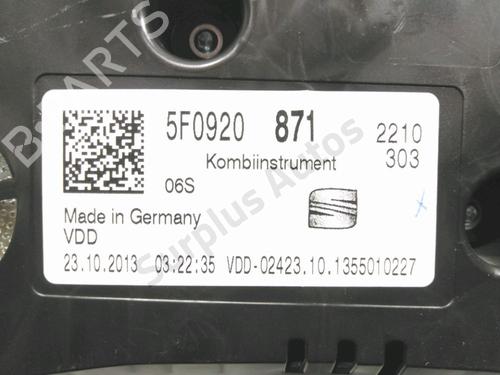 5F0920 871 2210
Kombiinstrument 303
06S
Made in Germany
VDD
23.10.2013 03:22:35 VDD-02423.10.1355010227
B-PARTS
Surplus Autos